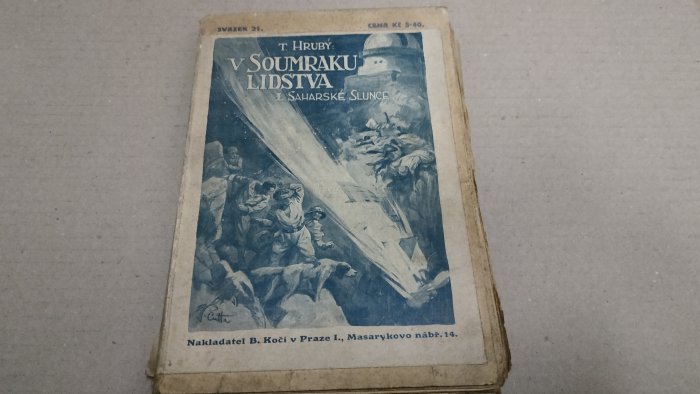 SVAZEK 21.
CENA Kč 5·40.
T. HRUBÝ:
V SOUMRAKU
LIDSTVA
I. SAHARSKÉ SLUNCE
Nakladatel B. Kočí v Praze I., Masarykovo nábř. 14.